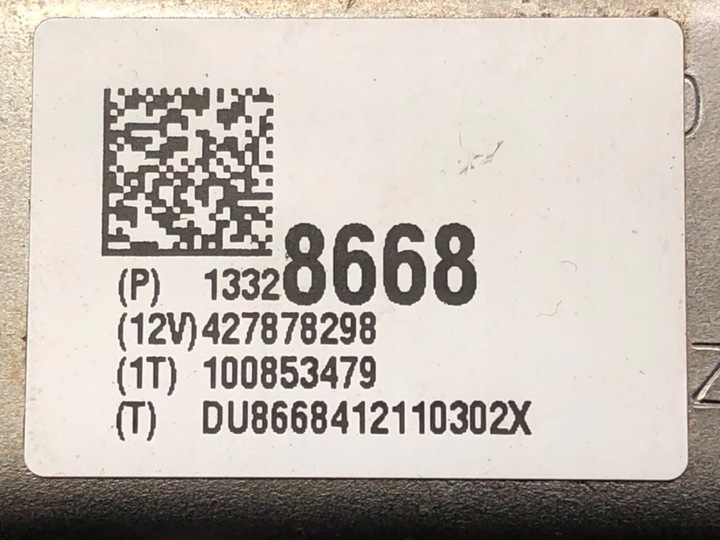 (P) 13328668
(12V)427878298
(1T) 100853479
(T) DU8668412110302X